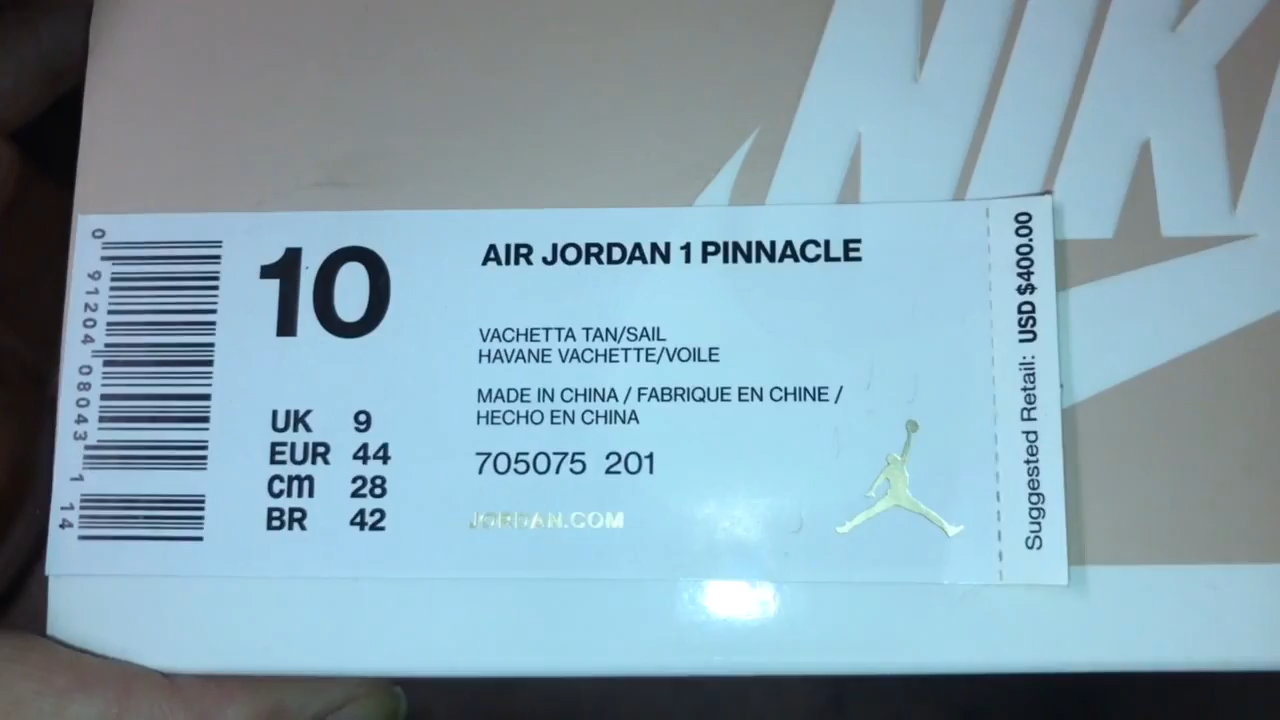 NIK
0 91204 08043 1 14
10
UK 9
EUR 44
cm 28
BR 42
AIR JORDAN 1 PINNACLE
VACHETTA TAN/SAIL
HAVANE VACHETTE/VOILE
MADE IN CHINA / FABRIQUE EN CHINE /
HECHO EN CHINA
705075 201
JORDAN.COM
Suggested Retail: USD $400.00